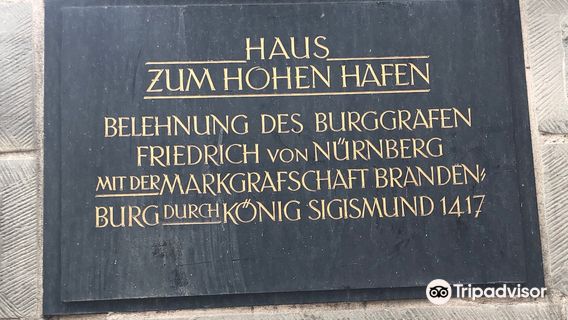 HAUS
ZUM HOHEN HAFEN
BELEHNUNG DES BURGGRAFEN
FRIEDRICH VON NÜRNBERG
MIT DER MARKGRAFSCHAFT BRANDEN-
BURG DURCH KÖNIG SIGISMUND 1417
Tripadvisor